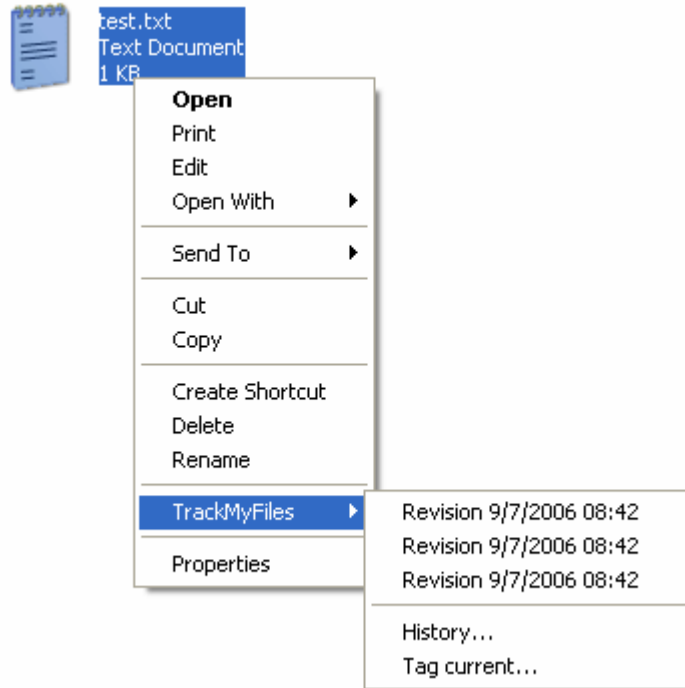 test.txt
Text Document
1 KB
Open
Print
Edit
Open With
Send To
Cut
Copy
Create Shortcut
Delete
Rename
TrackMyFiles
Properties
Revision 9/7/2006 08:42
Revision 9/7/2006 08:42
Revision 9/7/2006 08:42
History...
Tag current...